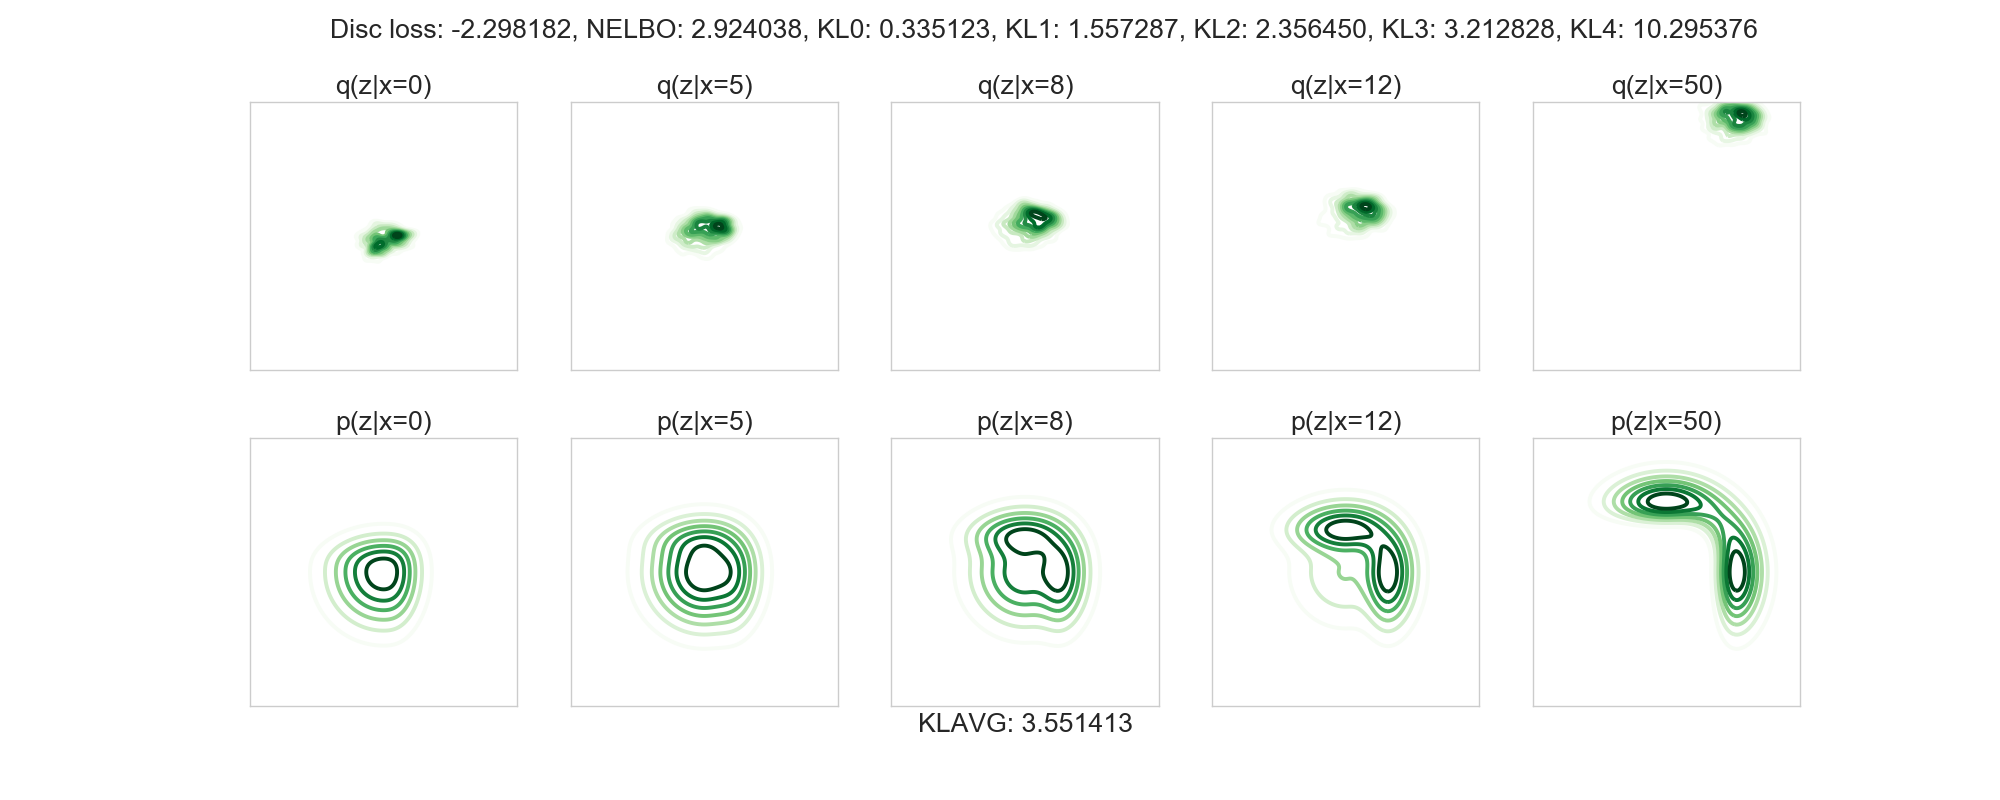 Disc loss: -2.298182, NELBO: 2.924038, KL0: 0.335123, KL1: 1.557287, KL2: 2.356450, KL3: 3.212828, KL4: 10.295376
q(z|x=0) q(z|x=5) q(z|x=8) q(z|x=12) q(z|x=50)
p(z|x=0) p(z|x=5) p(z|x=8) p(z|x=12) p(z|x=50)
KLAVG: 3.551413